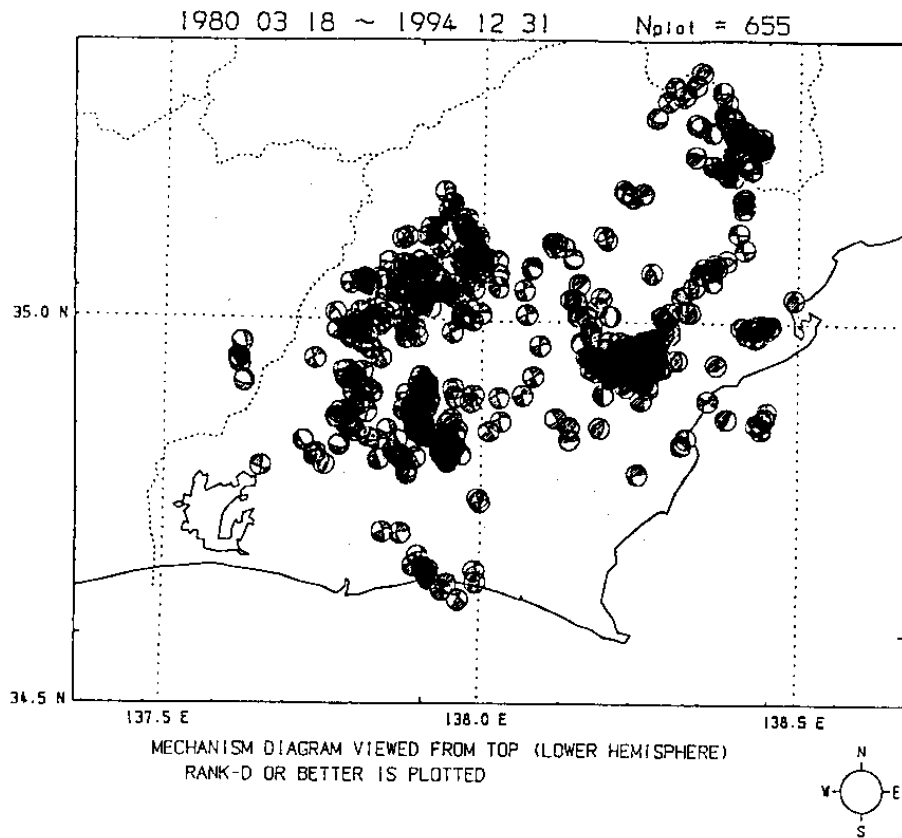 1980 03 18 ~ 1994 12 31 Nplot = 655
35.0 N
34.5 N
137.5 E 138.0 E 138.5 E
MECHANISM DIAGRAM VIEWED FROM TOP (LOWER HEMISPHERE)
RANK-D OR BETTER IS PLOTTED
N
W E
S